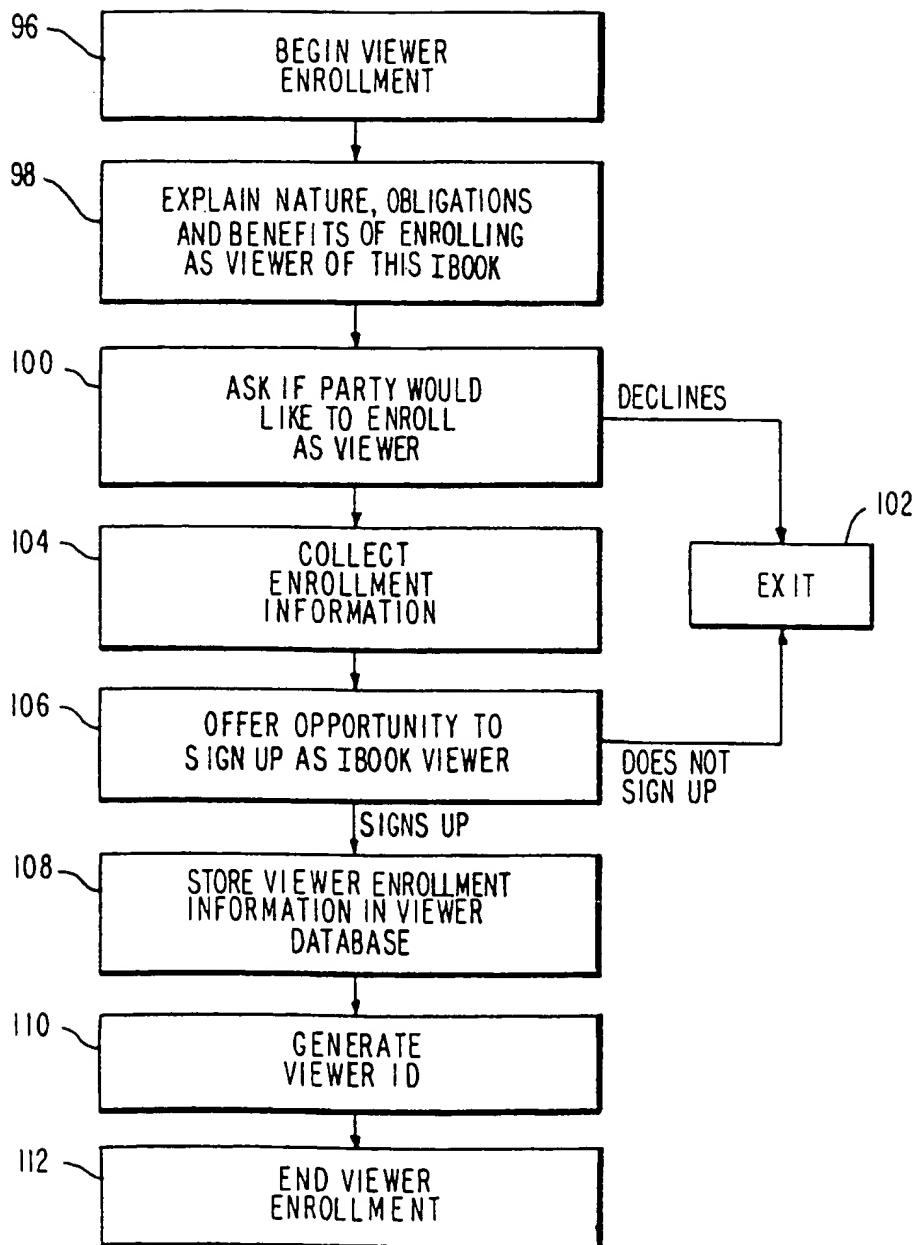 96
BEGIN VIEWER
ENROLLMENT
98
EXPLAIN NATURE, OBLIGATIONS
AND BENEFITS OF ENROLLING
AS VIEWER OF THIS IBOOK
100
ASK IF PARTY WOULD
LIKE TO ENROLL
AS VIEWER
DECLINES
102
EXIT
104
COLLECT
ENROLLMENT
INFORMATION
106
OFFER OPPORTUNITY TO
SIGN UP AS IBOOK VIEWER
DOES NOT
SIGN UP
SIGNS UP
108
STORE VIEWER ENROLLMENT
INFORMATION IN VIEWER
DATABASE
110
GENERATE
VIEWER ID
112
END VIEWER
ENROLLMENT